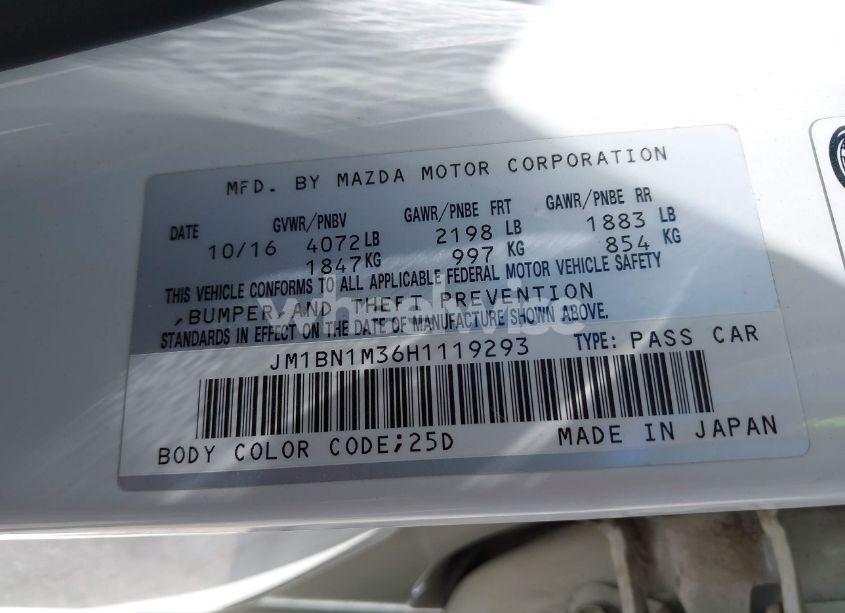 MFD. BY MAZDA MOTOR CORPORATION
DATE GVWR/PNBV GAWR/PNBE FRT GAWR/PNBE RR
10/16 4072 LB 2198 LB 1883 LB
1847 KG 997 KG 854 KG
THIS VEHICLE CONFORMS TO ALL APPLICABLE FEDERAL MOTOR VEHICLE SAFETY
,BUMPER,AND THEFT PREVENTION
STANDARDS IN EFFECT ON THE DATE OF MANUFACTURE SHOWN ABOVE.
JM1BN1M36H1119293 TYPE: PASS CAR
BODY COLOR CODE;25D MADE IN JAPAN